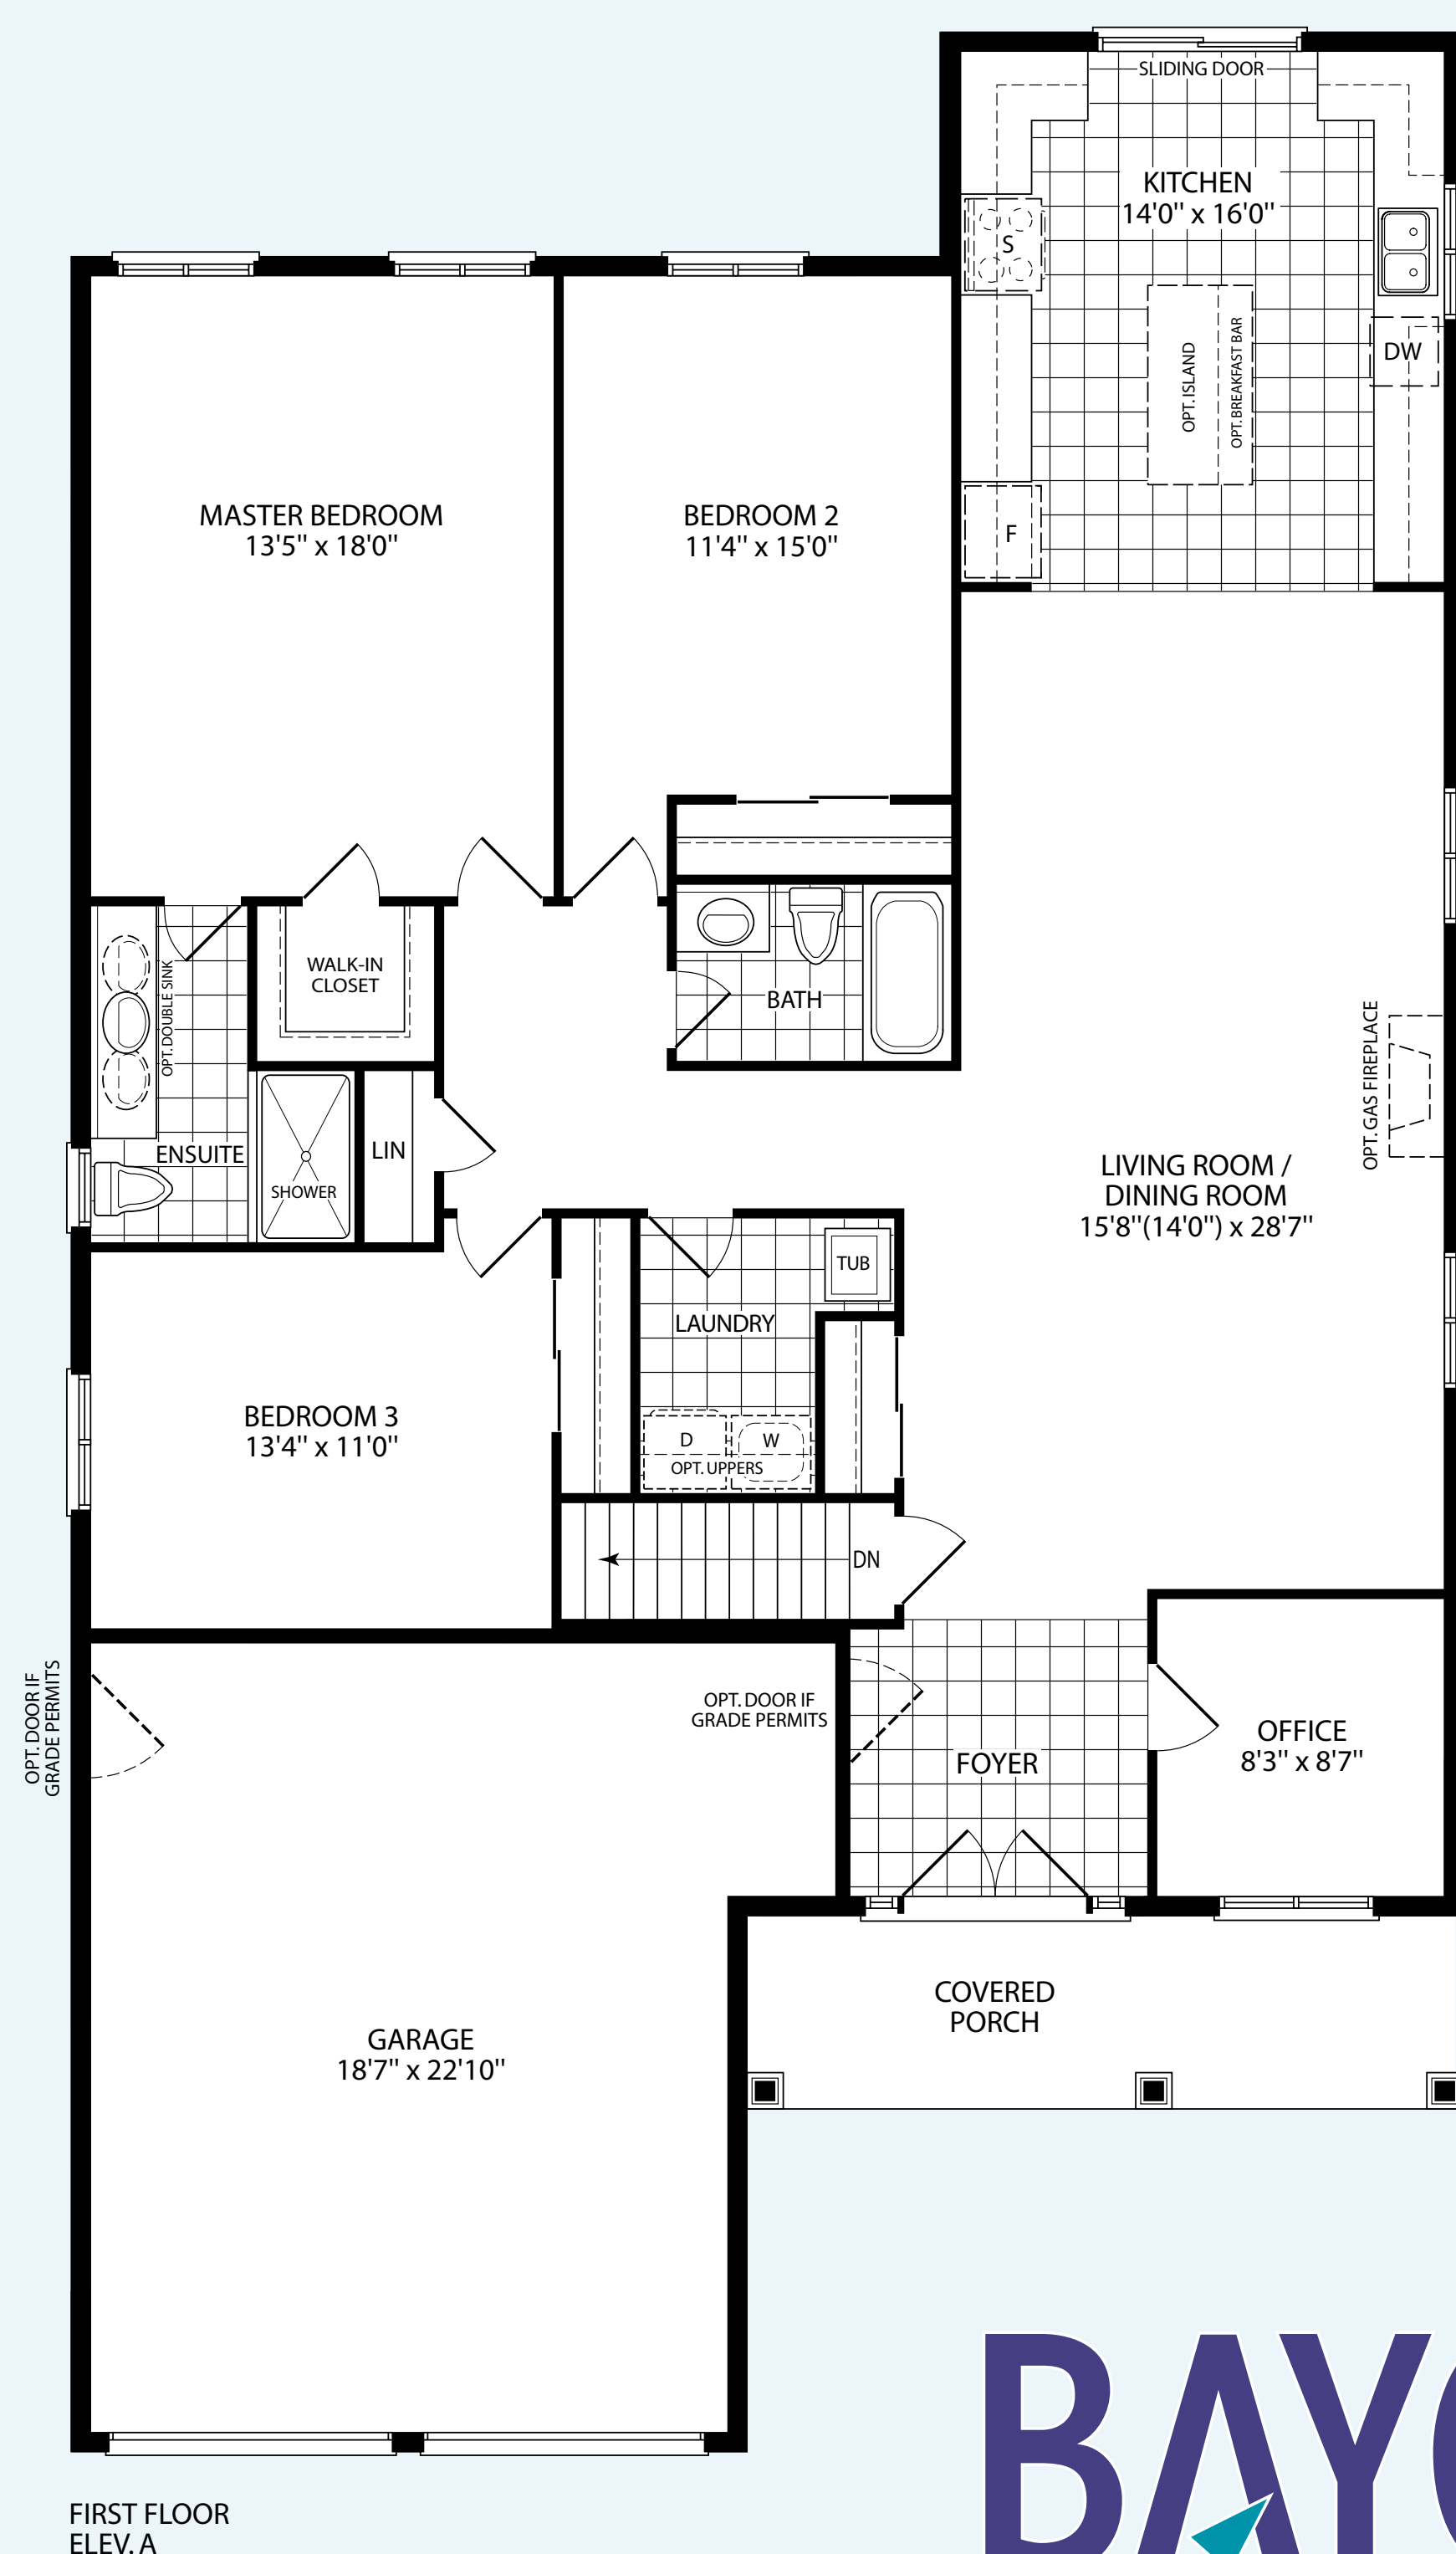 SLIDING DOOR
KITCHEN
14'0" x 16'0"
S
OPT. ISLAND
OPT. BREAKFAST BAR
DW
F
MASTER BEDROOM
13'5" x 18'0"
BEDROOM 2
11'4" x 15'0"
WALK-IN
CLOSET
OPT. DOUBLE SINK
BATH
ENSUITE
SHOWER
LIN
OPT. GAS FIREPLACE
LIVING ROOM /
DINING ROOM
15'8"(14'0") x 28'7"
TUB
LAUNDRY
BEDROOM 3
13'4" x 11'0"
D
W
OPT. UPPERS
DN
OPT. DOOR IF
GRADE PERMITS
OPT. DOOR IF
GRADE PERMITS
FOYER
OFFICE
8'3" x 8'7"
COVERED
PORCH
GARAGE
18'7" x 22'10"
FIRST FLOOR
ELEV. A
BAY